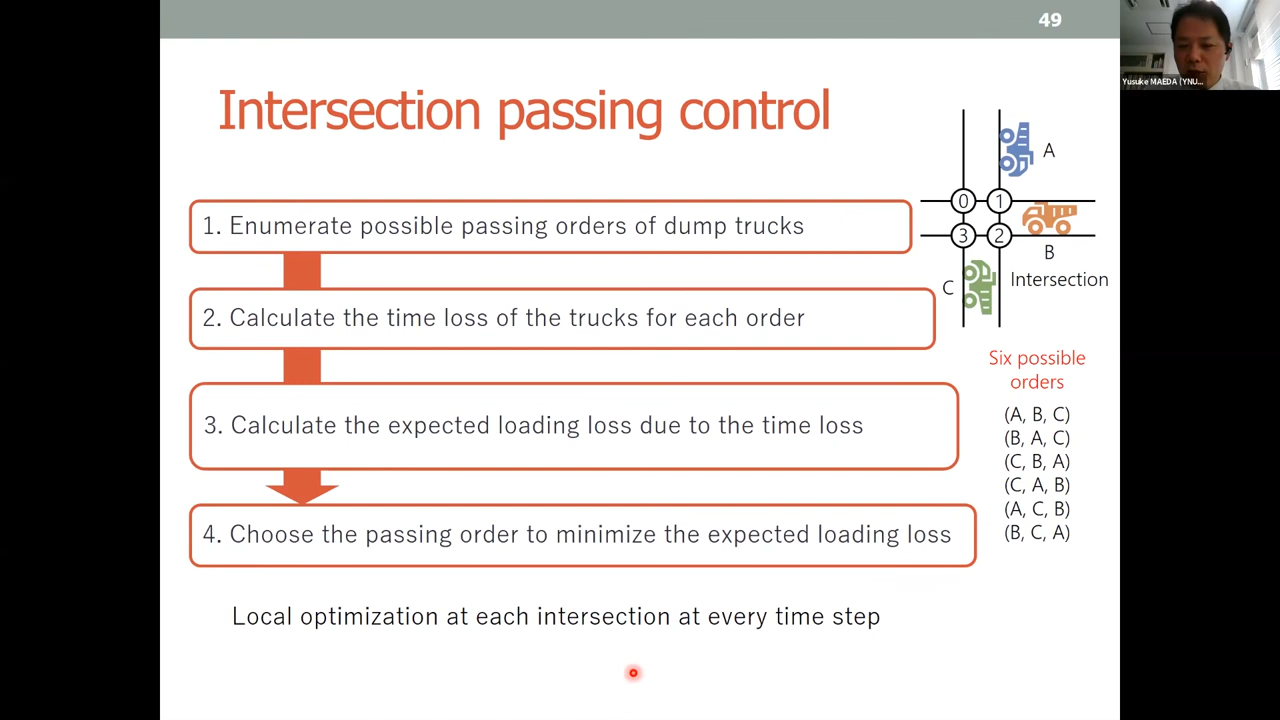 49
Yusuke MAEDA (YNU...
Intersection passing control
1. Enumerate possible passing orders of dump trucks
2. Calculate the time loss of the trucks for each order
3. Calculate the expected loading loss due to the time loss
4. Choose the passing order to minimize the expected loading loss
Local optimization at each intersection at every time step
A
0
1
3
2
B
C
Intersection
Six possible
orders
(A, B, C)
(B, A, C)
(C, B, A)
(C, A, B)
(A, C, B)
(B, C, A)